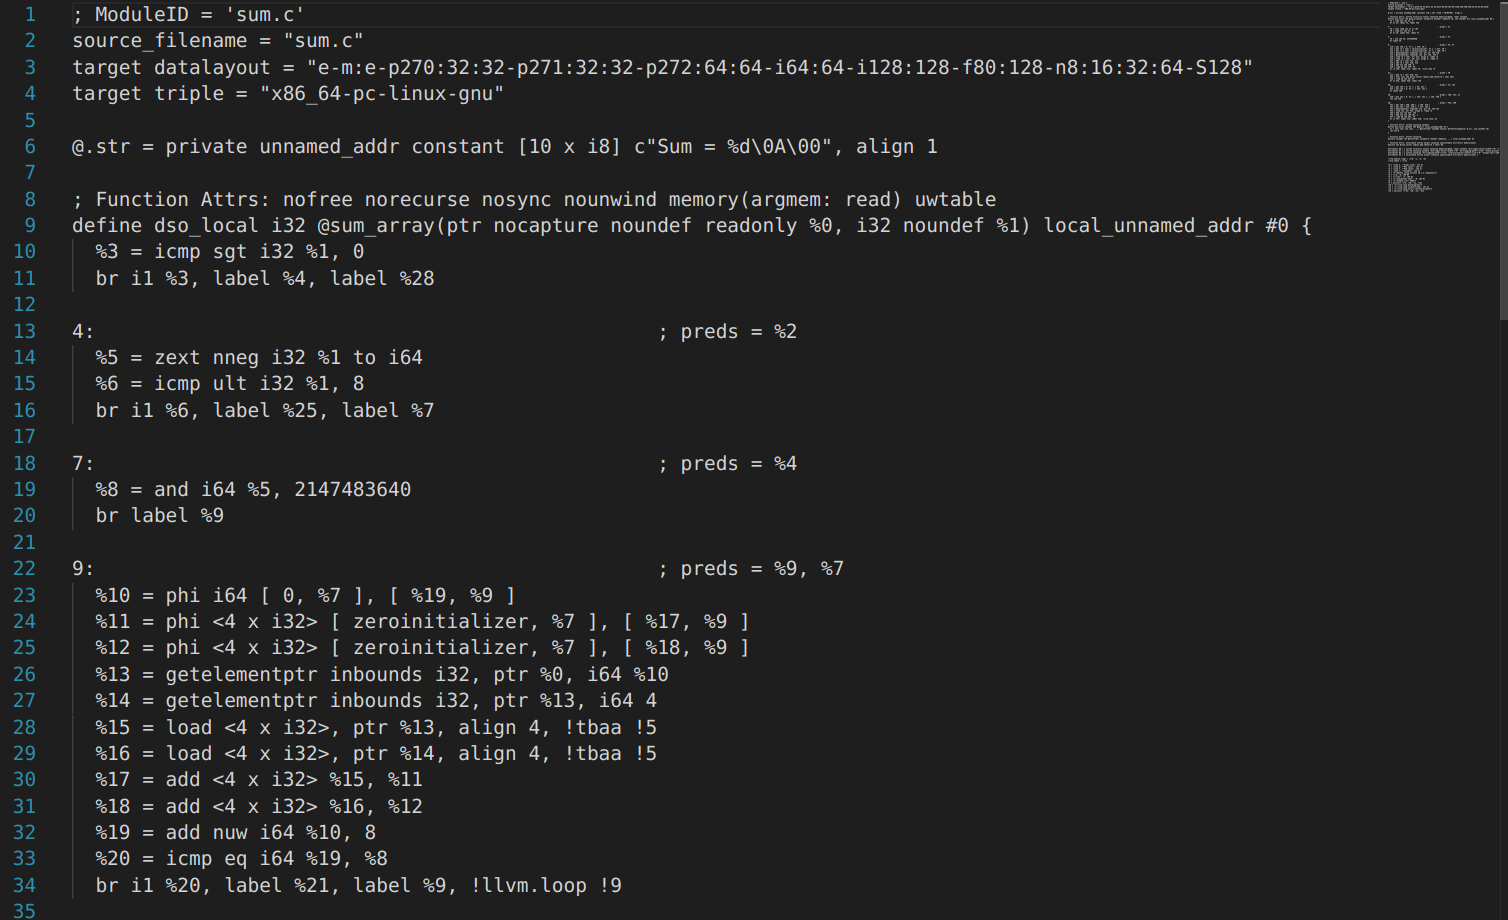 1 ; ModuleID = 'sum.c'
2 source_filename = "sum.c"
3 target datalayout = "e-m:e-p270:32:32-p271:32:32-p272:64:64-i64:64-i128:128-f80:128-n8:16:32:64-S128"
4 target triple = "x86_64-pc-linux-gnu"
5
6 @.str = private unnamed_addr constant [10 x i8] c"Sum = %d\0A\00", align 1
7
8 ; Function Attrs: nofree norecurse nosync nounwind memory(argmem: read) uwtable
9 define dso_local i32 @sum_array(ptr nocapture noundef readonly %0, i32 noundef %1) local_unnamed_addr #0 {
10   %3 = icmp sgt i32 %1, 0
11   br i1 %3, label %4, label %28
12
13 4:                                                ; preds = %2
14   %5 = zext nneg i32 %1 to i64
15   %6 = icmp ult i32 %1, 8
16   br i1 %6, label %25, label %7
17
18 7:                                                ; preds = %4
19   %8 = and i64 %5, 2147483640
20   br label %9
21
22 9:                                                ; preds = %9, %7
23   %10 = phi i64 [ 0, %7 ], [ %19, %9 ]
24   %11 = phi <4 x i32> [ zeroinitializer, %7 ], [ %17, %9 ]
25   %12 = phi <4 x i32> [ zeroinitializer, %7 ], [ %18, %9 ]
26   %13 = getelementptr inbounds i32, ptr %0, i64 %10
27   %14 = getelementptr inbounds i32, ptr %13, i64 4
28   %15 = load <4 x i32>, ptr %13, align 4, !tbaa !5
29   %16 = load <4 x i32>, ptr %14, align 4, !tbaa !5
30   %17 = add <4 x i32> %15, %11
31   %18 = add <4 x i32> %16, %12
32   %19 = add nuw i64 %10, 8
33   %20 = icmp eq i64 %19, %8
34   br i1 %20, label %21, label %9, !llvm.loop !9
35